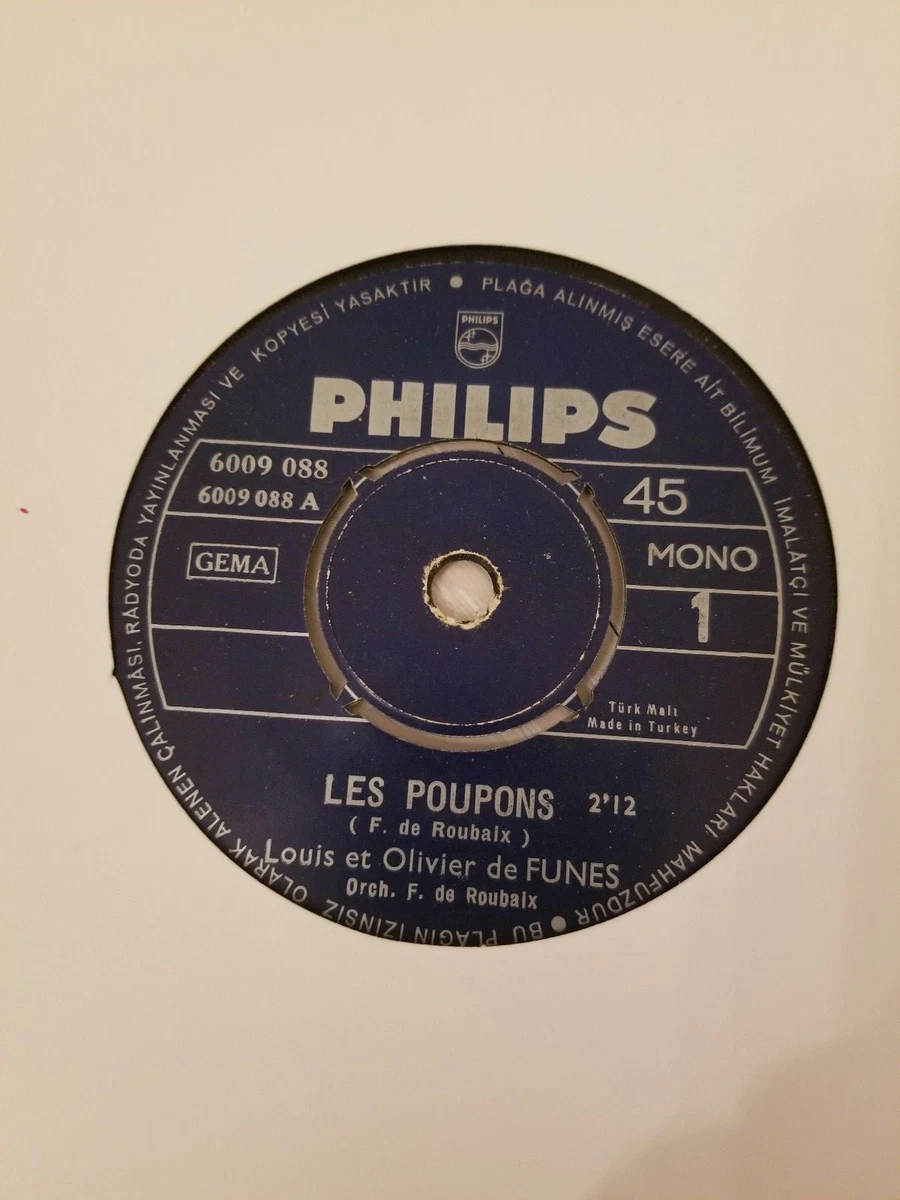 PLAĞA ALINMIŞ ESERE AİT BİLİMUM İMALATÇI VE MÜLKİYET HAKLARI MAHFUZDUR ● BU PLAĞIN İZİNSİZ OLARAK ALENEN ÇALINMASI, RADYODA YAYINLANMASI VE KOPYESİ YASAKTIR ●
PHILIPS
PHILIPS
6009 088
6009 088 A
45
GEMA
MONO
1
Türk Malı
Made in Turkey
LES POUPONS 2'12
( F. de Roubaix )
Louis et Olivier de FUNES
Orch. F. de Roubaix